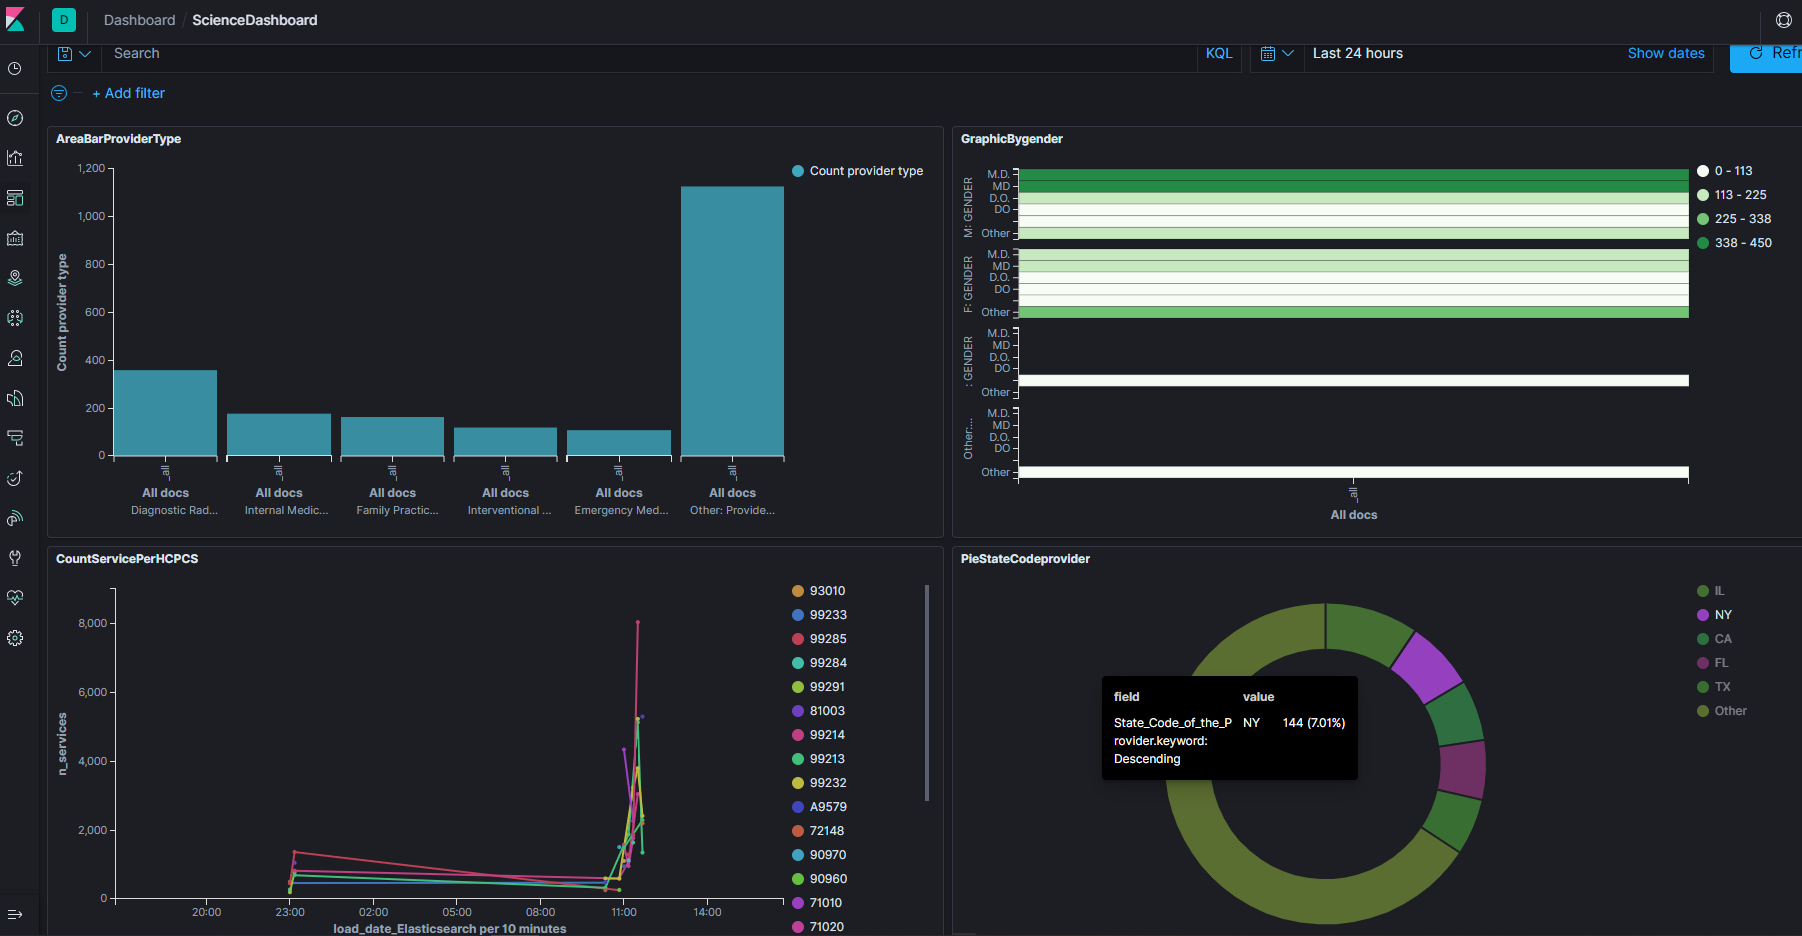 D Dashboard / ScienceDashboard
Search KQL Last 24 hours Show dates Refr
+ Add filter
AreaBarProviderType
1,200
1,000
800
600
400
200
0
Count provider type
_all _all _all _all _all _all
All docs All docs All docs All docs All docs All docs
Diagnostic Rad... Internal Medic... Family Practic... Interventional ... Emergency Med... Other: Provide...
Count provider type
GraphicBygender
M: GENDER
M.D.
MD
D.O.
DO
Other
F: GENDER
M.D.
MD
D.O.
DO
Other
: GENDER
M.D.
MD
D.O.
DO
Other
Other:...
M.D.
MD
D.O.
DO
Other
_all
All docs
0 - 113
113 - 225
225 - 338
338 - 450
CountServicePerHCPCS
n_services
8,000
6,000
4,000
2,000
0
20:00 23:00 02:00 05:00 08:00 11:00 14:00
load_date_Elasticsearch per 10 minutes
93010
99233
99285
99284
99291
81003
99214
99213
99232
A9579
72148
90970
90960
71010
71020
PieStateCodeprovider
field value
State_Code_of_the_P NY 144 (7.01%)
rovider.keyword:
Descending
IL
NY
CA
FL
TX
Other